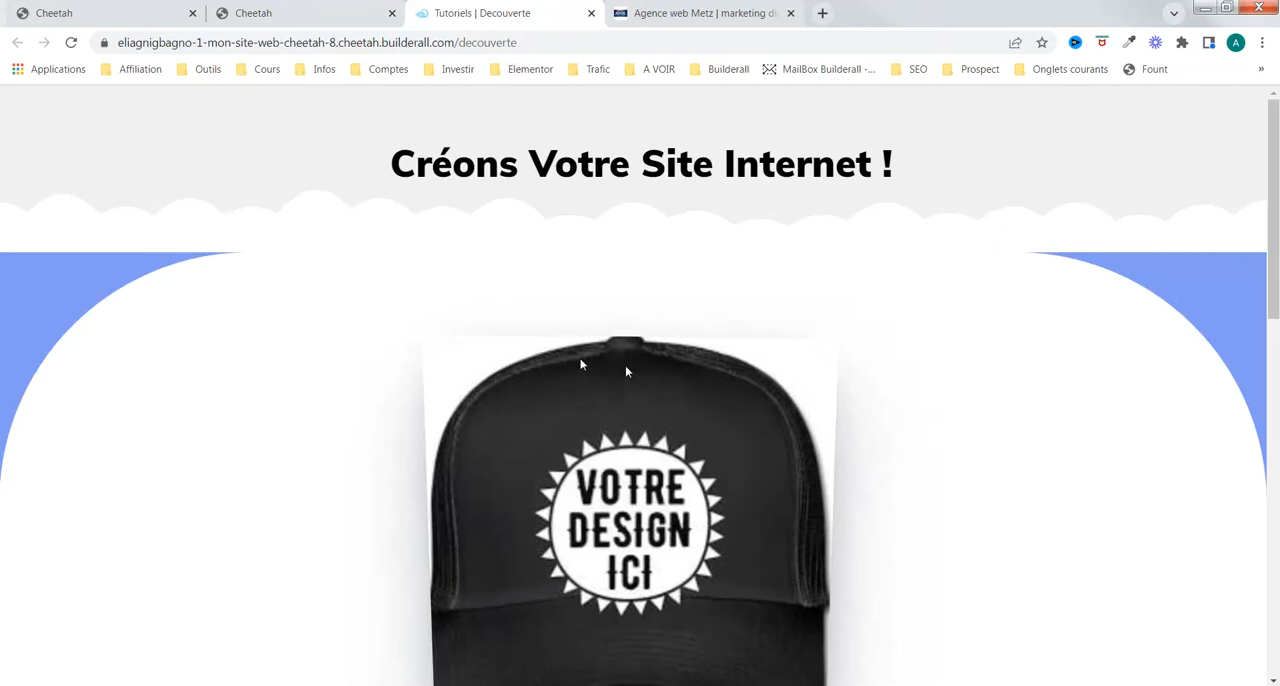 Cheetah
Cheetah
Tutoriels | Decouverte
Agence web Metz | marketing di
eliagnigbagno-1-mon-site-web-cheetah-8.cheetah.builderall.com/decouverte
A
Applications
Affiliation
Outils
Cours
Infos
Comptes
Investir
Elementor
Trafic
A VOIR
Builderall
MailBox Builderall -...
SEO
Prospect
Onglets courants
Fount
»
Créons Votre Site Internet !
VOTRE
DESIGN
ICI